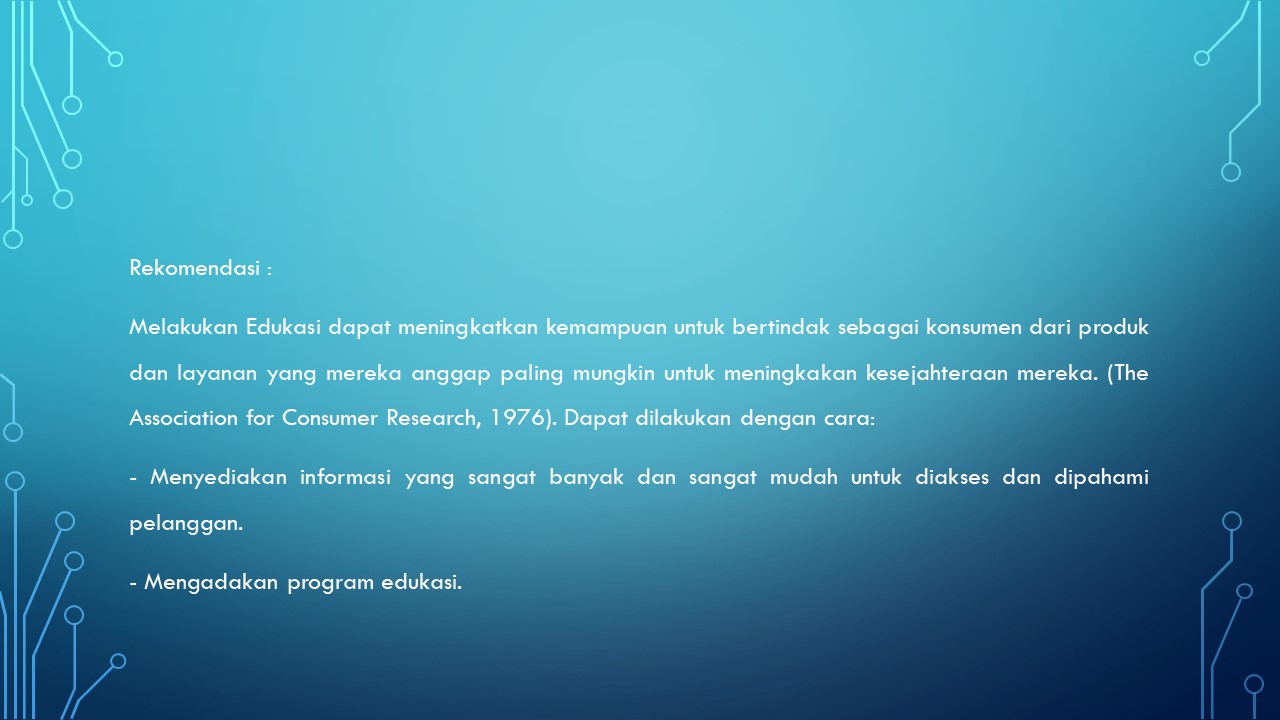 Rekomendasi :
Melakukan Edukasi dapat meningkatkan kemampuan untuk bertindak sebagai konsumen dari produk
dan layanan yang mereka anggap paling mungkin untuk meningkakan kesejahteraan mereka. (The
Association for Consumer Research, 1976). Dapat dilakukan dengan cara:
- Menyediakan informasi yang sangat banyak dan sangat mudah untuk diakses dan dipahami
pelanggan.
- Mengadakan program edukasi.